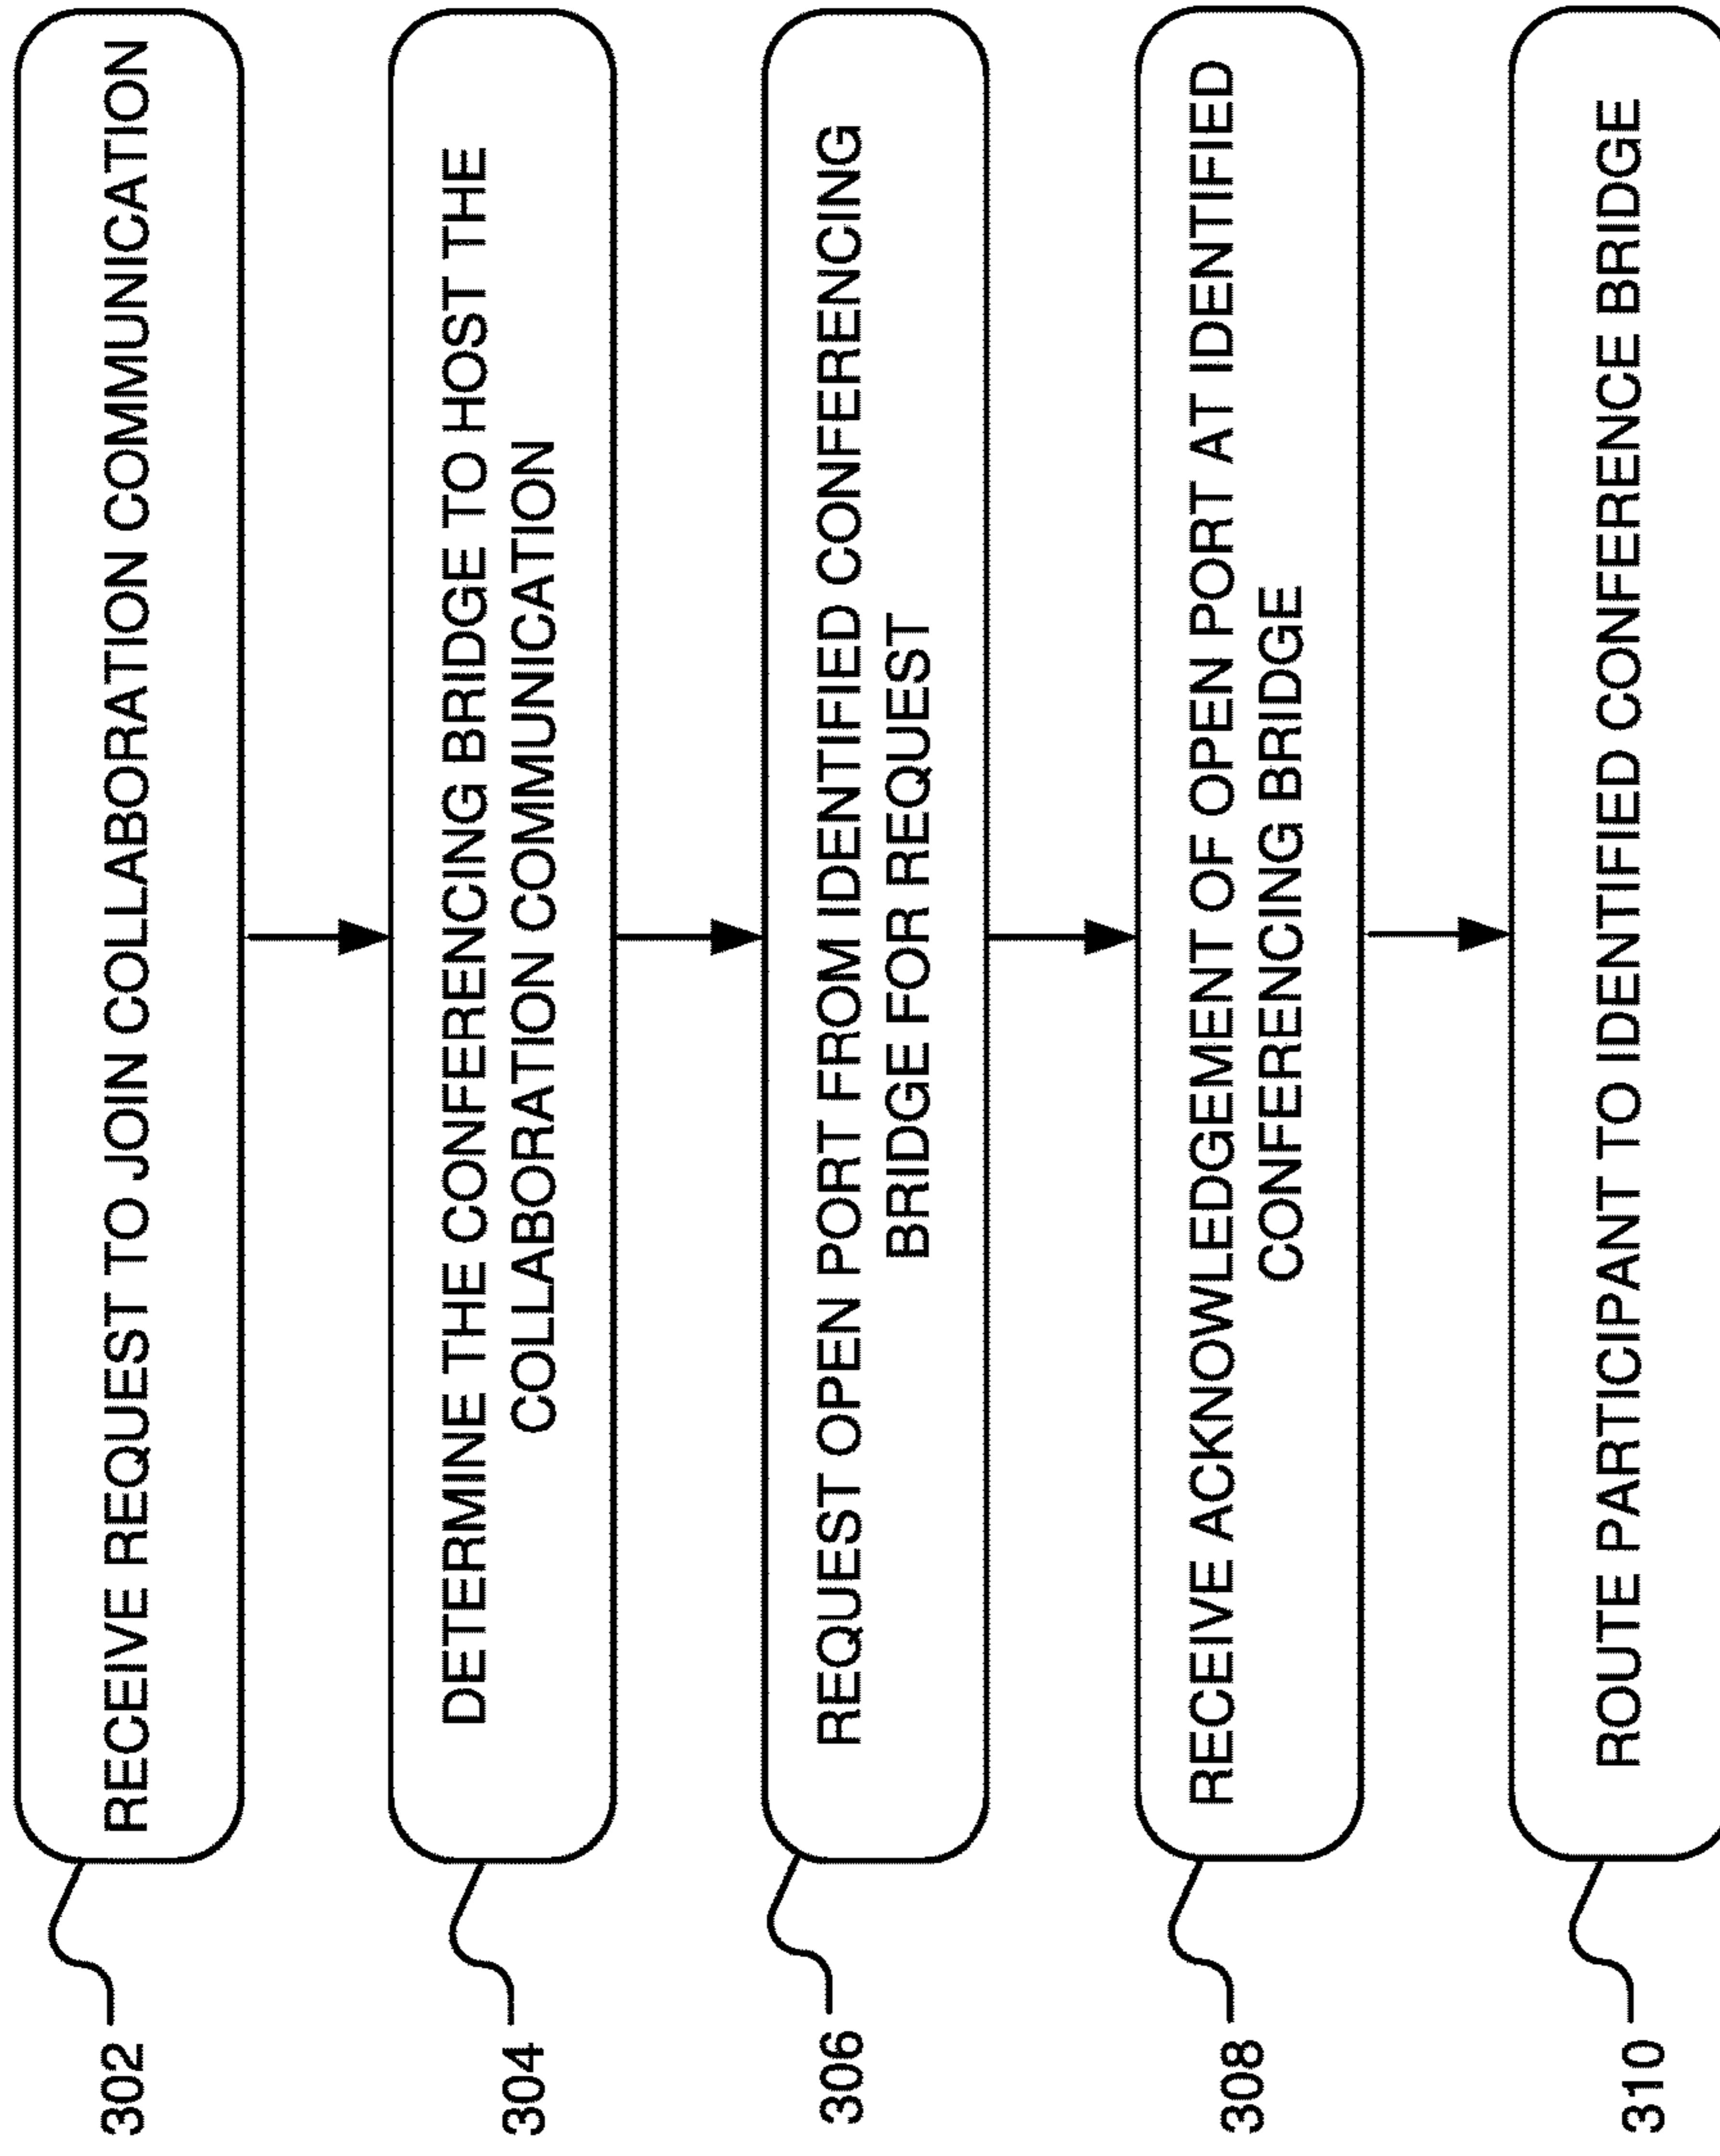 302
RECEIVE REQUEST TO JOIN COLLABORATION COMMUNICATION
304
DETERMINE THE CONFERENCING BRIDGE TO HOST THE
COLLABORATION COMMUNICATION
306
REQUEST OPEN PORT FROM IDENTIFIED CONFERENCING
BRIDGE FOR REQUEST
308
RECEIVE ACKNOWLEDGEMENT OF OPEN PORT AT IDENTIFIED
CONFERENCING BRIDGE
310
ROUTE PARTICIPANT TO IDENTIFIED CONFERENCE BRIDGE